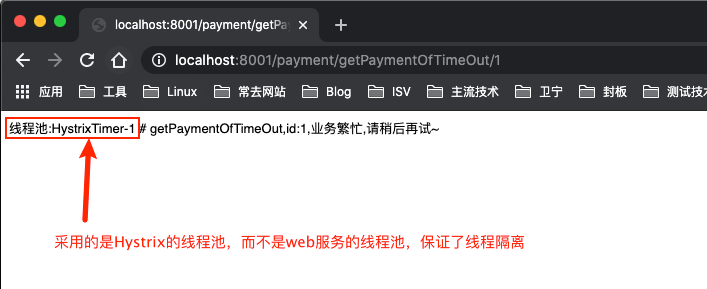 localhost:8001/payment/getPa
localhost:8001/payment/getPaymentOfTimeOut/1
应用 工具 Linux 常去网站 Blog ISV 主流技术 卫宁 封板 测试技术
线程池:HystrixTimer-1 # getPaymentOfTimeOut,id:1,业务繁忙,请稍后再试~
采用的是Hystrix的线程池，而不是web服务的线程池，保证了线程隔离